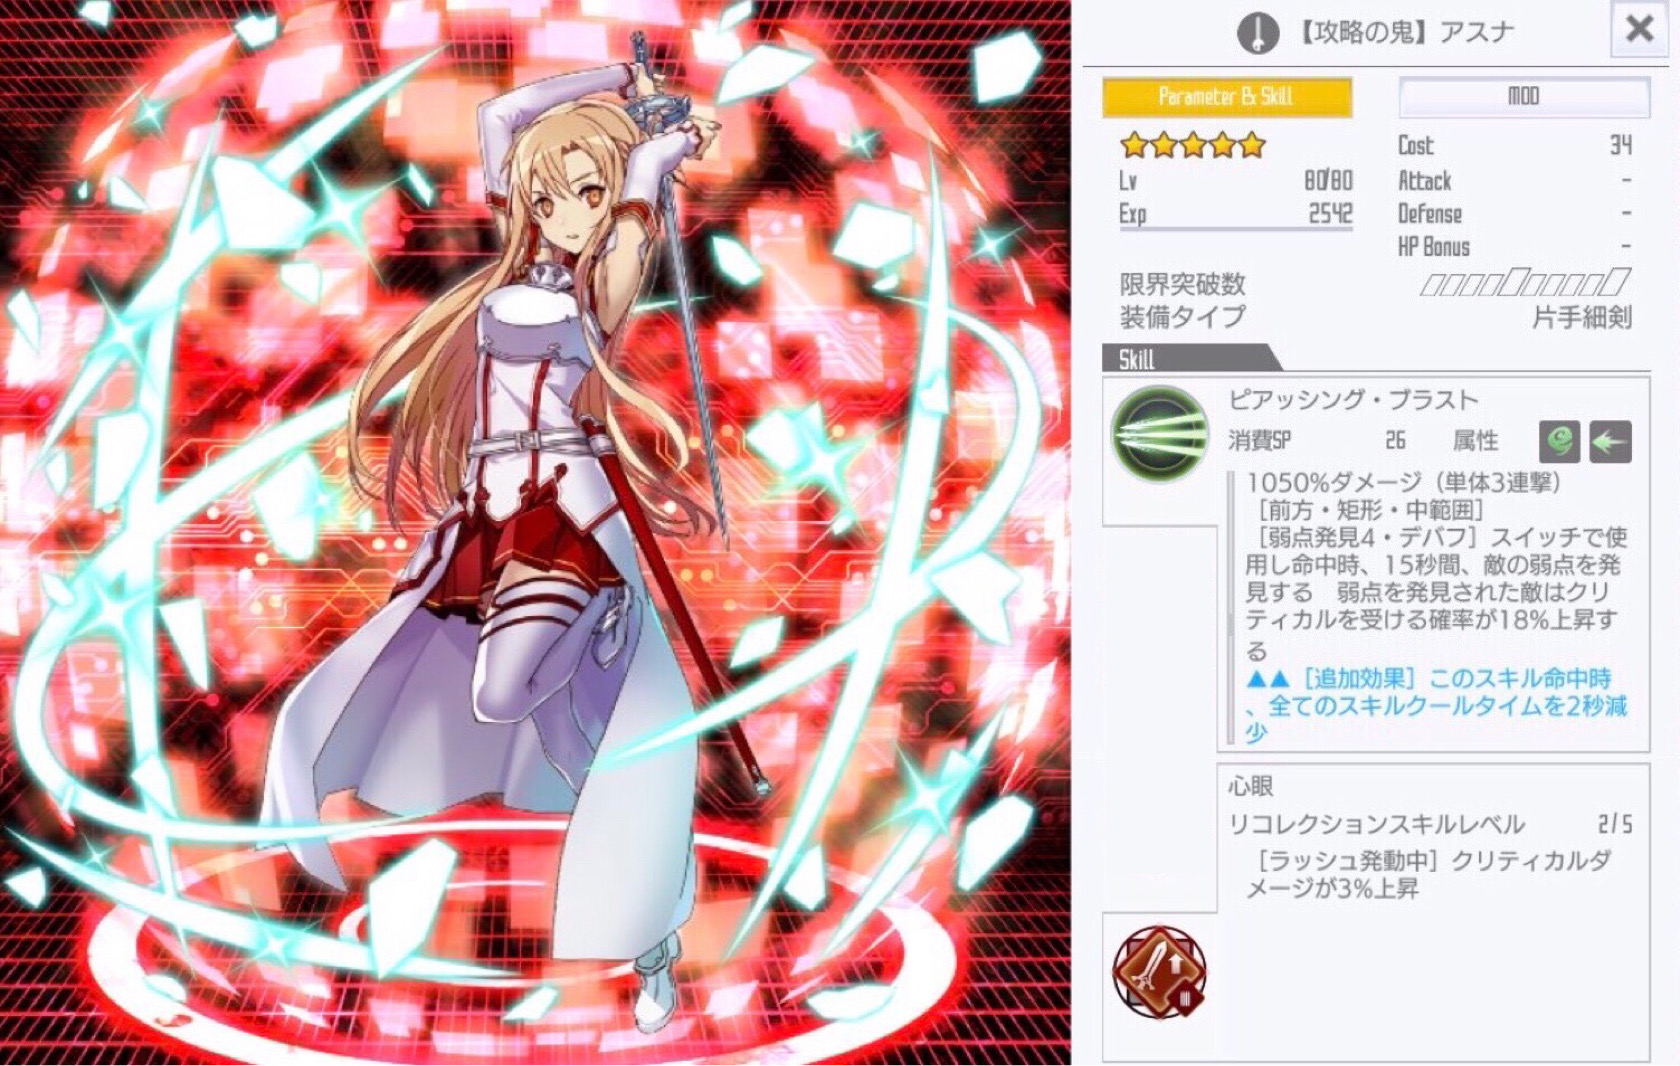 【攻略の鬼】アスナ
Parameter & Skill
MOD
Lv 80/80
Exp 2542
Cost 34
Attack -
Defense -
HP Bonus -
限界突破数
装備タイプ 片手細剣
Skill
ピアッシング・ブラスト
消費SP 26 属性
1050%ダメージ（単体3連撃）
［前方・矩形・中範囲］
［弱点発見4・デバフ］スイッチで使
用し命中時、15秒間、敵の弱点を発
見する　弱点を発見された敵はクリ
ティカルを受ける確率が18%上昇す
る
▲▲［追加効果］このスキル命中時
、全てのスキルクールタイムを2秒減
少
心眼
リコレクションスキルレベル 2/5
［ラッシュ発動中］クリティカルダ
メージが3%上昇